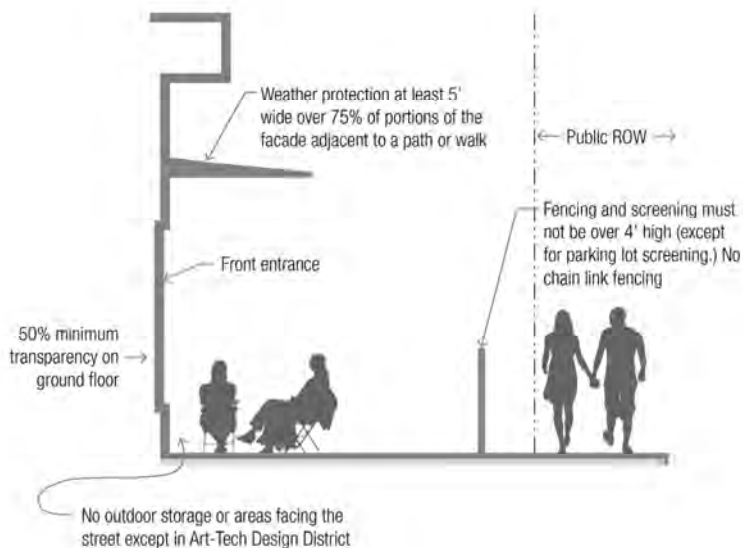 Weather protection at least 5'
wide over 75% of portions of the
facade adjacent to a path or walk
Public ROW
Fencing and screening must
not be over 4' high (except
for parking lot screening.) No
chain link fencing
Front entrance
50% minimum
transparency on
ground floor
No outdoor storage or areas facing the
street except in Art-Tech Design District